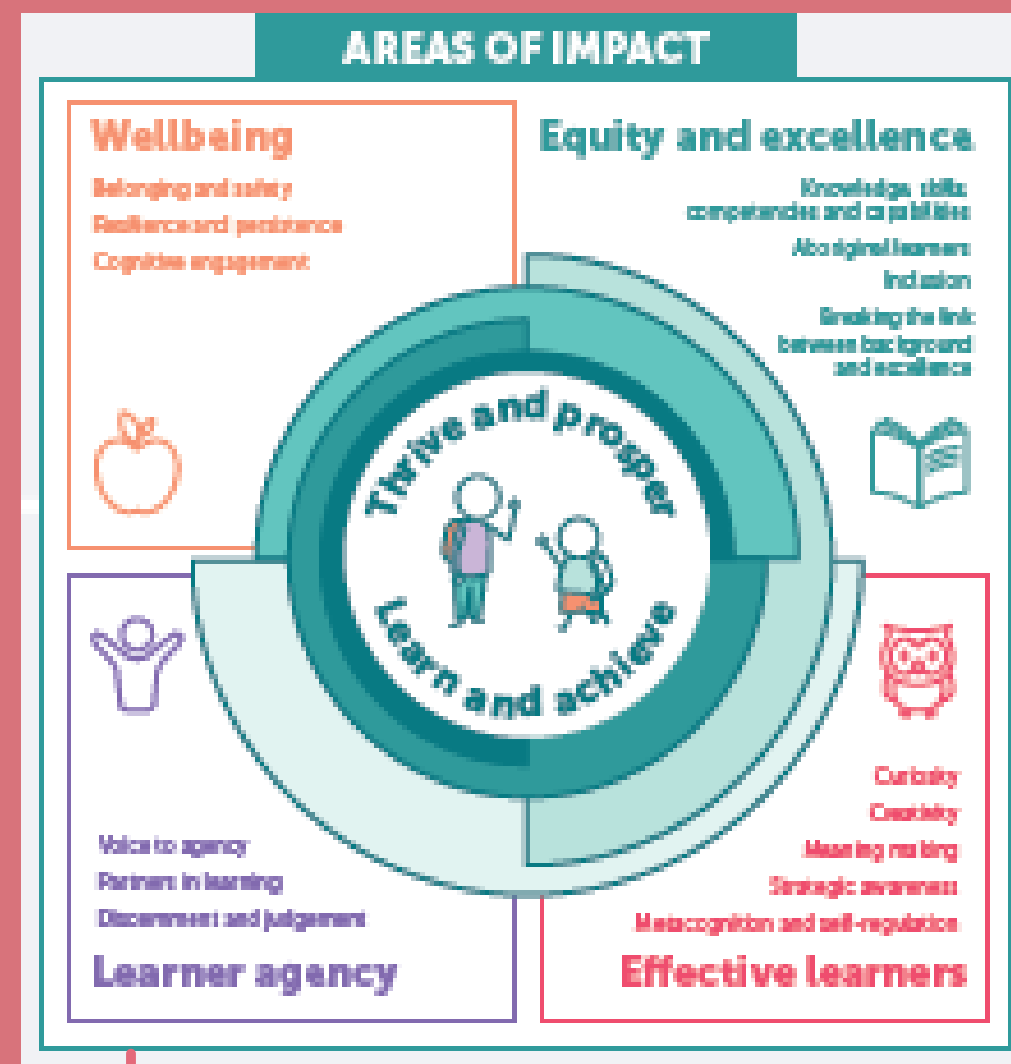 AREAS OF IMPACT
Wellbeing
Belonging and safety
Resilience and persistence
Cognitive engagement
Equity and excellence
Knowledge, skills,
competencies and capabilities
Aboriginal learners
Inclusion
Breaking the link
between background
and excellence
Thrive and prosper
Learn and achieve
Voice to agency
Partners in learning
Discernment and judgement
Learner agency
Curiosity
Creativity
Meaning making
Strategic awareness
Metacognition and self-regulation
Effective learners